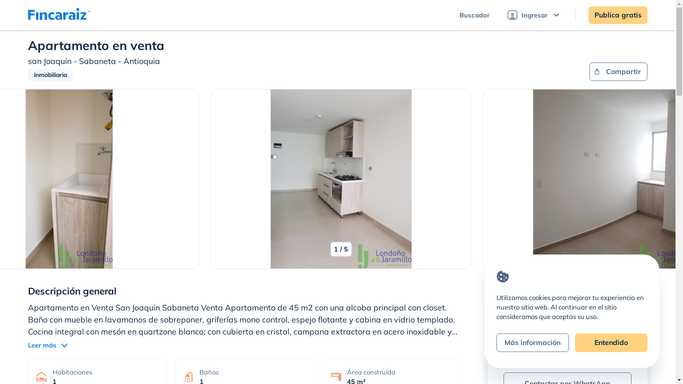 Fincaraiz
Buscador
Ingresar
Publica gratis
Apartamento en venta
san Joaquín - Sabaneta - Antioquia
Inmobiliaria
Compartir
Londoño
Jaramillo
1 / 5
Londoño
Jaramillo
Descripción general
Apartamento en Venta San Joaquin Sabaneta Venta Apartamento de 45 m2 con una alcoba principal con closet.
Baño con mueble en lavamanos de sobreponer, griferías mono control, espejo flotante y cabina en vidrio templado.
Cocina integral con mesón en quartzone blanco; con cubierta en cristal, campana extractora en acero inoxidable y...
Leer más
Habitaciones
1
Baños
1
Área construida
45 m²
Utilizamos cookies para mejorar tu experiencia en
nuestro sitio web. Al continuar en el sitio
consideramos que aceptas su uso.
Más información
Entendido
Contactar por WhatsApp